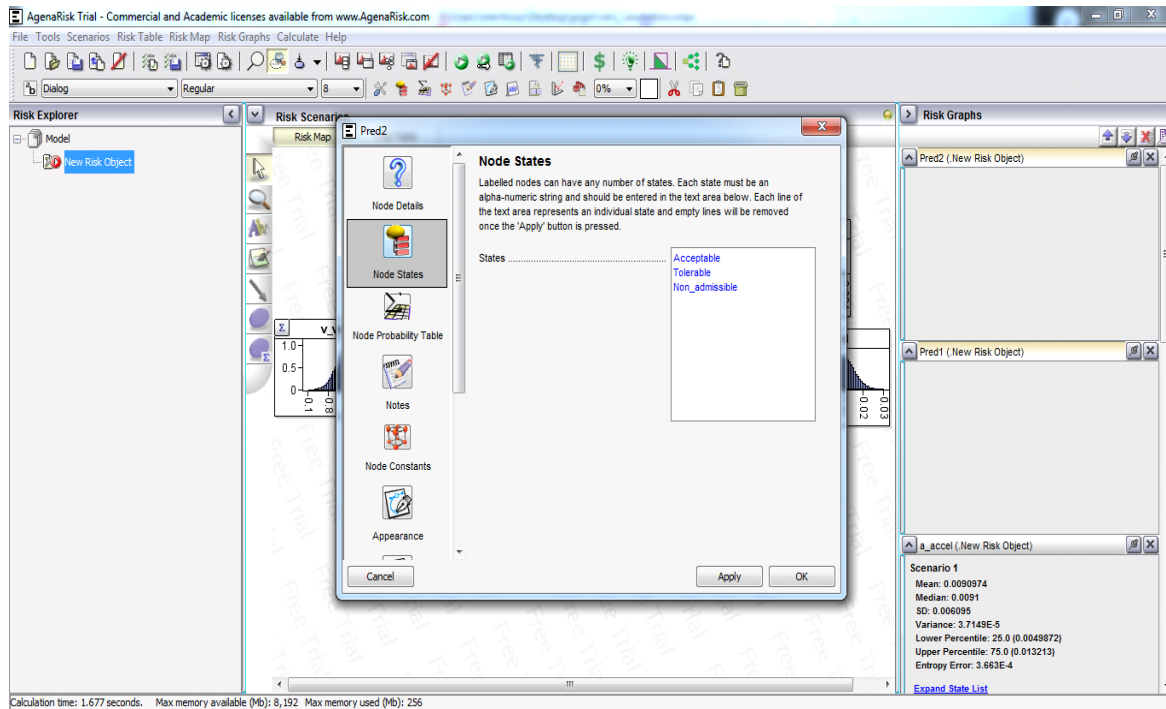 AgenaRisk Trial - Commercial and Academic licenses available from www.AgenaRisk.com
File Tools Scenarios Risk Table Risk Map Risk Graphs Calculate Help
Dialog Regular 8 0%
Risk Explorer
Model
New Risk Object
Risk Scenarios
Risk Map
Abc
Σ
1.0
0.5
0
-0.1
-0.8
Pred2
Node Details
Node States
Node Probability Table
Notes
Node Constants
Appearance
Node States
Labelled nodes can have any number of states. Each state must be an
alpha-numeric string and should be entered in the text area below. Each line of
the text area represents an individual state and empty lines will be removed
once the 'Apply' button is pressed.
States ........................................................
Acceptable
Tolerable
Non_admissible
Cancel Apply OK
-0.02
-0.03
Free Trial
Risk Graphs
Pred2 (.New Risk Object)
Pred1 (.New Risk Object)
a_accel (.New Risk Object)
Scenario 1
Mean: 0.0090974
Median: 0.0091
SD: 0.006095
Variance: 3.7149E-5
Lower Percentile: 25.0 (0.0049872)
Upper Percentile: 75.0 (0.013213)
Entropy Error: 3.663E-4
Expand State List
Calculation time: 1.677 seconds. Max memory available (Mb): 8,192 Max memory used (Mb): 256